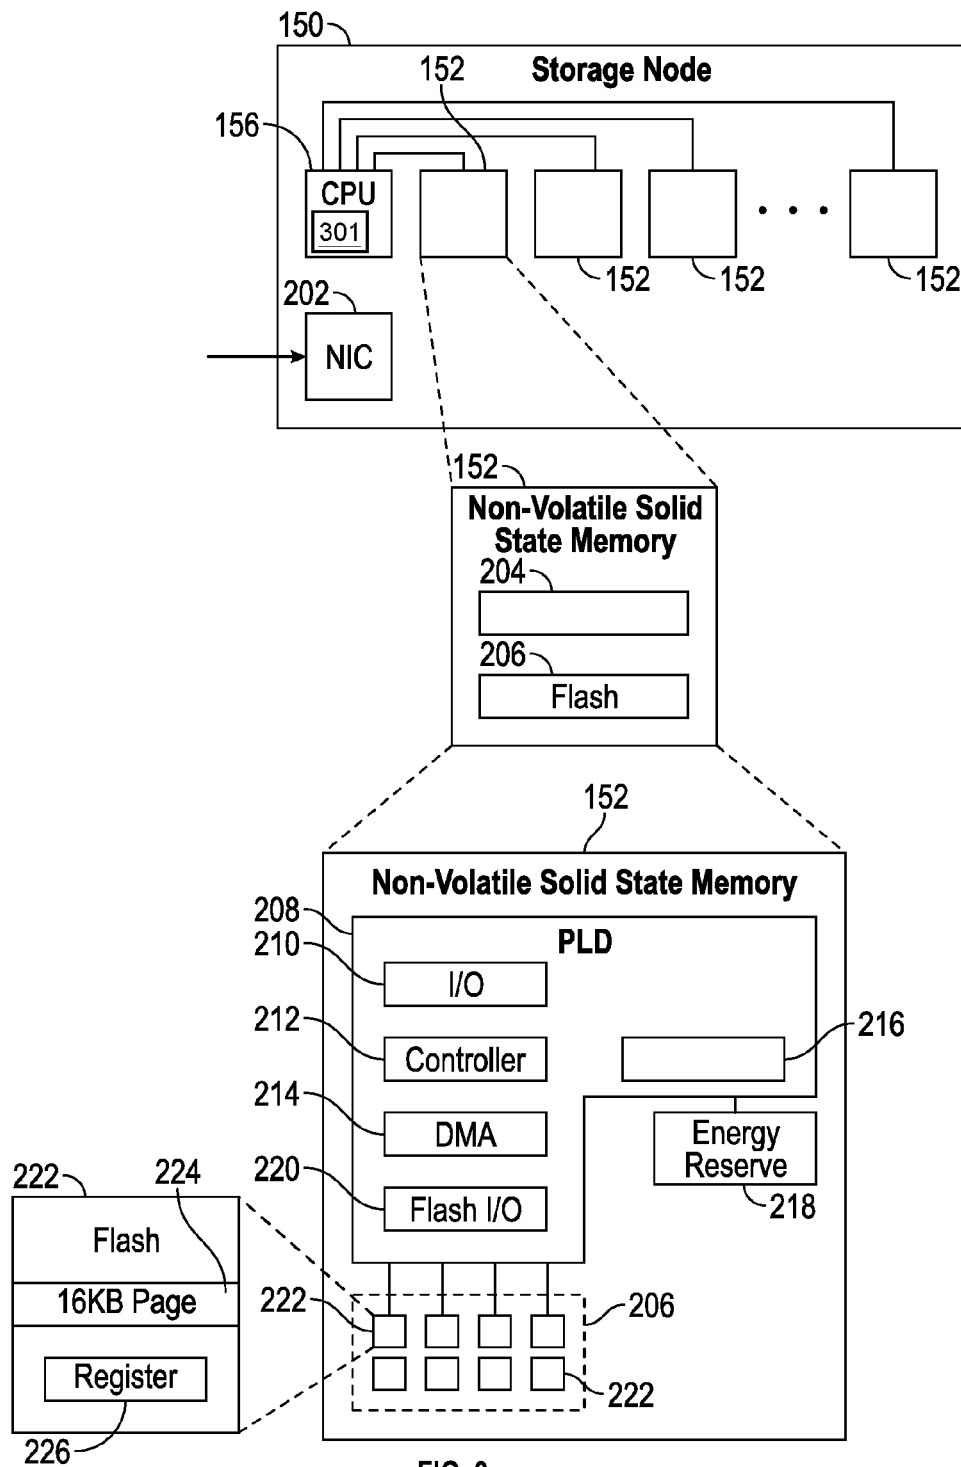 150
Storage Node
152
156
CPU
301
152
152
152
202
NIC
152
Non-Volatile Solid
State Memory
204
206
Flash
152
Non-Volatile Solid State Memory
208
PLD
210
I/O
212
Controller
216
214
DMA
Energy
Reserve
220
Flash I/O
218
222
224
Flash
16KB Page
222
206
Register
222
226